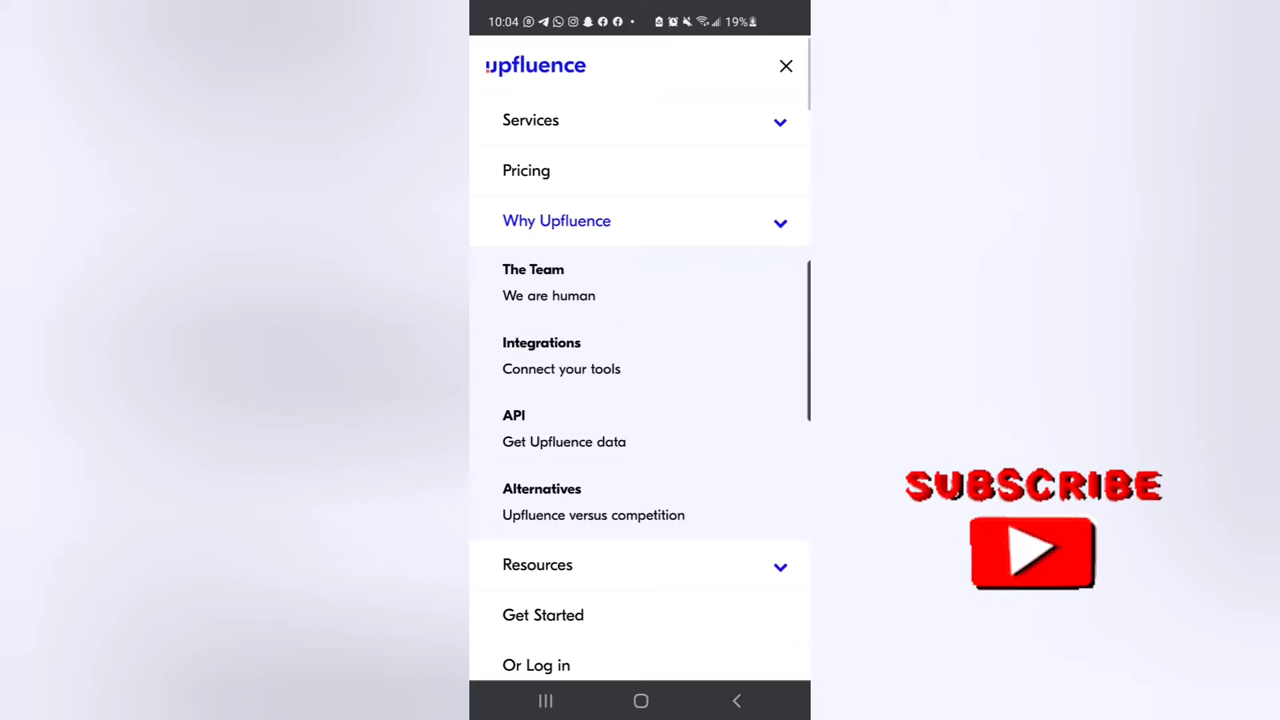 10:04 19%
upfluence
Services
Pricing
Why Upfluence
The Team
We are human
Integrations
Connect your tools
API
Get Upfluence data
Alternatives
Upfluence versus competition
Resources
Get Started
Or Log in
SUBSCRIBE